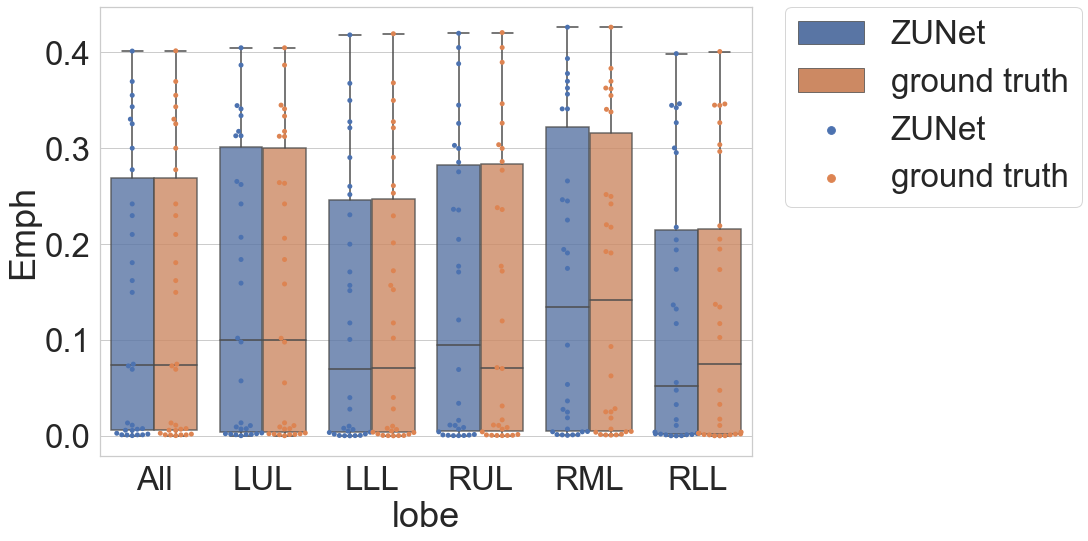 Emph
0.4
0.3
0.2
0.1
0.0
All LUL LLL RUL RML RLL
lobe
ZUNet
ground truth
ZUNet
ground truth